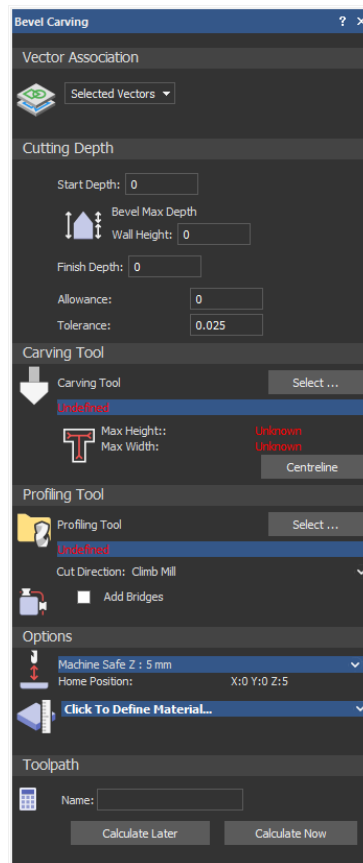 Bevel Carving ? ×
Vector Association
Selected Vectors
Cutting Depth
Start Depth: 0
Bevel Max Depth
Wall Height: 0
Finish Depth: 0
Allowance: 0
Tolerance: 0.025
Carving Tool
Carving Tool Select ...
Undefined
Max Height:: Unknown
Max Width: Unknown
Centreline
Profiling Tool
Profiling Tool Select ...
Undefined
Cut Direction: Climb Mill
Add Bridges
Options
Machine Safe Z : 5 mm
Home Position: X:0 Y:0 Z:5
Click To Define Material...
Toolpath
Name:
Calculate Later Calculate Now